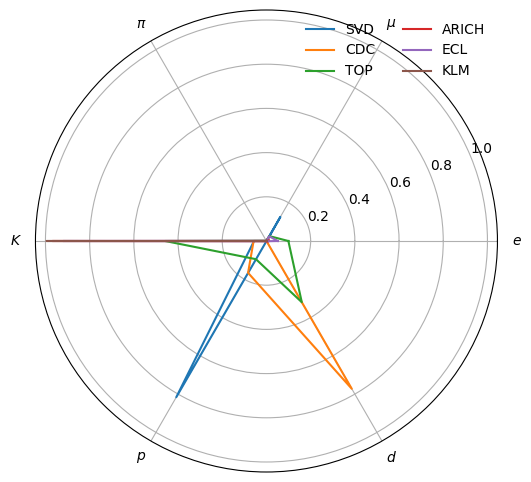 π
μ
SVD ARICH
CDC ECL
TOP KLM
1.0
0.8
0.6
0.4
0.2
K
e
p
d